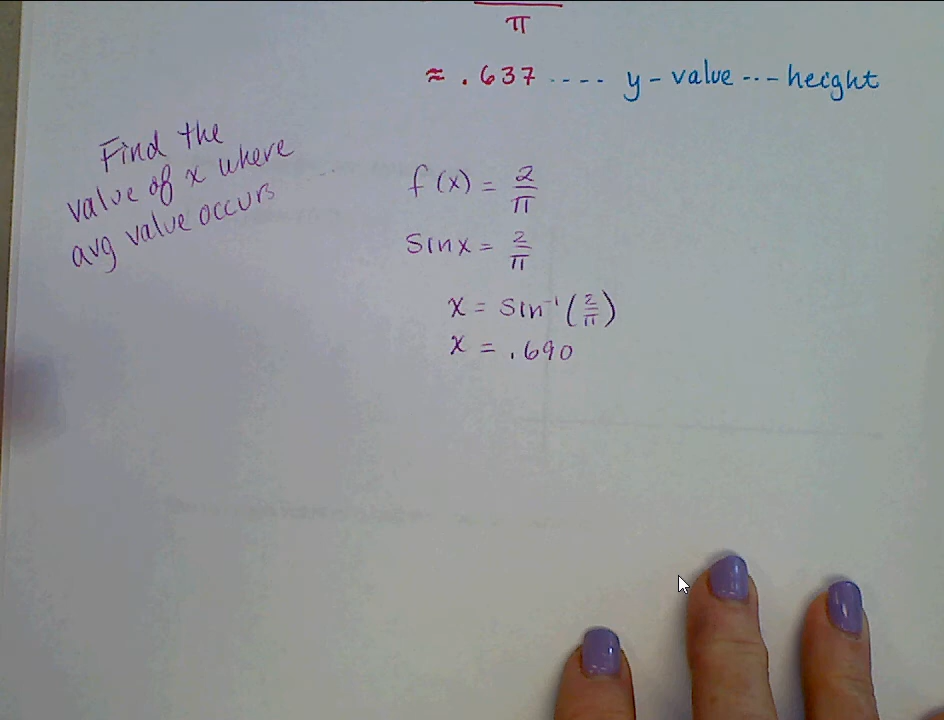 π
≈ .637 .... y - value --- height
Find the
value of x where
avg value occurs
f(x) = 2/π
sin x = 2/π
x = sin⁻¹(2/π)
x = .690